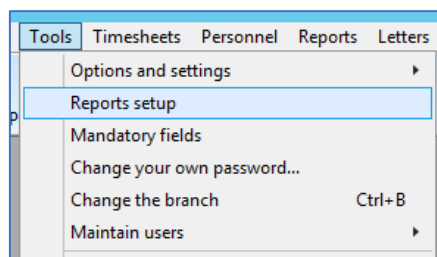 Tools Timesheets Personnel Reports Letters
Options and settings
Reports setup
Mandatory fields
Change your own password...
Change the branch Ctrl+B
Maintain users